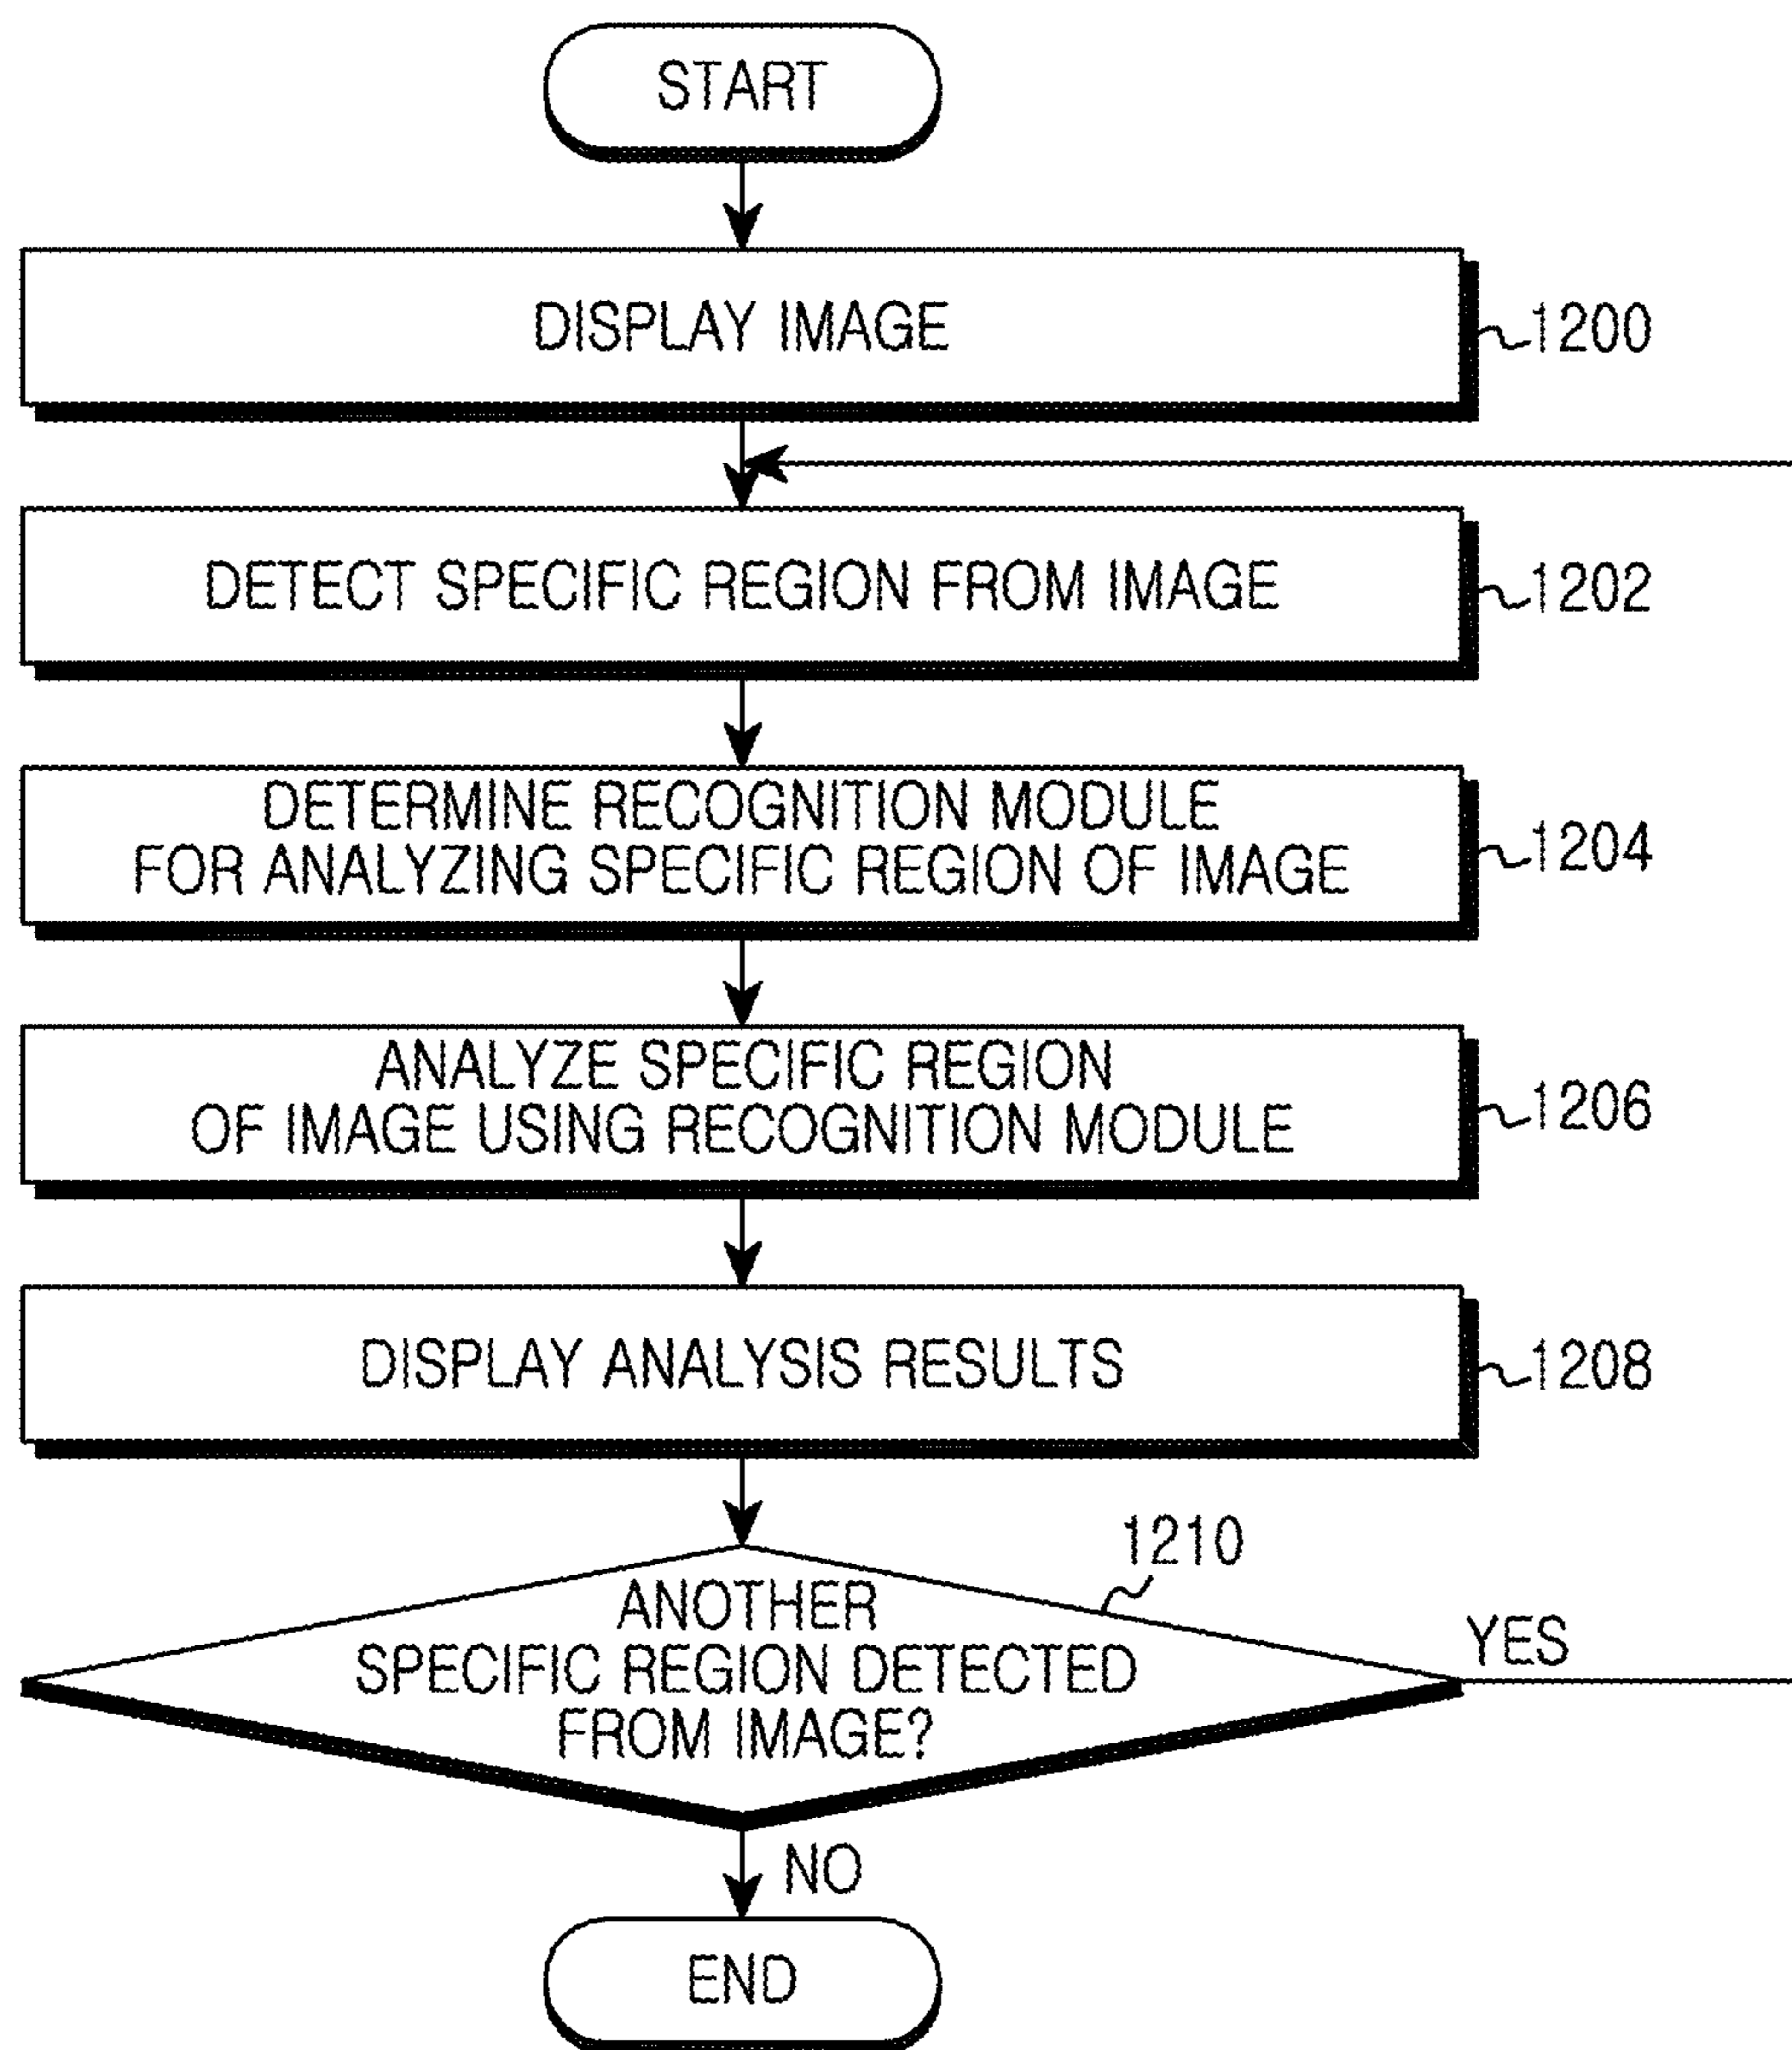 START
DISPLAY IMAGE
1200
DETECT SPECIFIC REGION FROM IMAGE
1202
DETERMINE RECOGNITION MODULE
FOR ANALYZING SPECIFIC REGION OF IMAGE
1204
ANALYZE SPECIFIC REGION
OF IMAGE USING RECOGNITION MODULE
1206
DISPLAY ANALYSIS RESULTS
1208
1210
ANOTHER
SPECIFIC REGION DETECTED
FROM IMAGE?
YES
NO
END